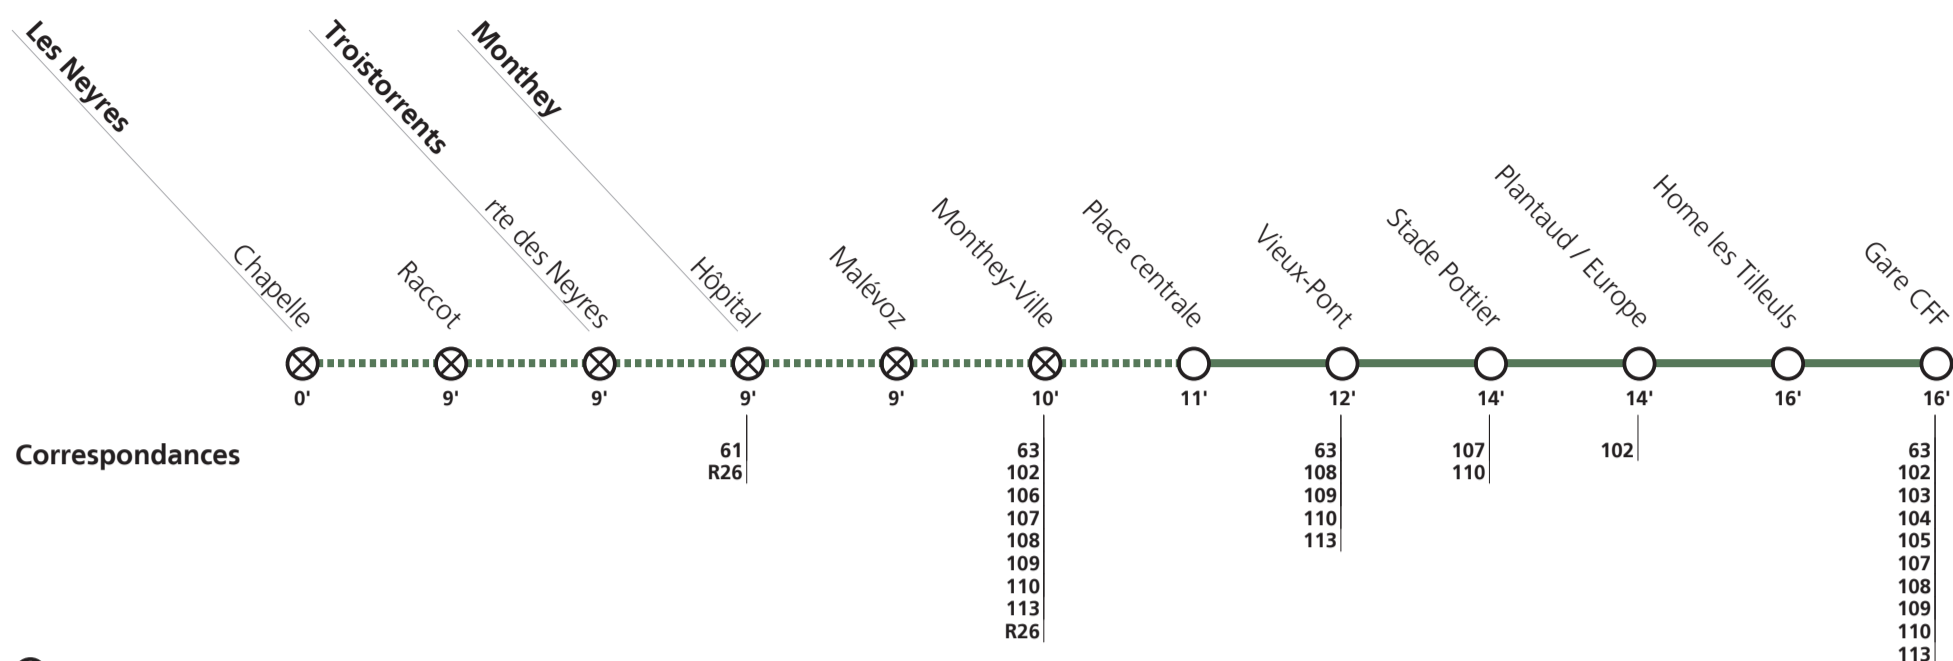 Les Neyres
Troistorrents
Monthey
Chapelle
Raccot
rte des Neyres
Hôpital
Malévoz
Monthey-Ville
Place centrale
Vieux-Pont
Stade Pottier
Plantaud / Europe
Home les Tilleuls
Gare CFF
0' 9' 9' 9' 9' 10' 11' 12' 14' 14' 16' 16'
Correspondances
61
R26
63
102
106
107
108
109
110
113
R26
63
108
109
110
113
107
110
102
63
102
103
104
105
107
108
109
110
113